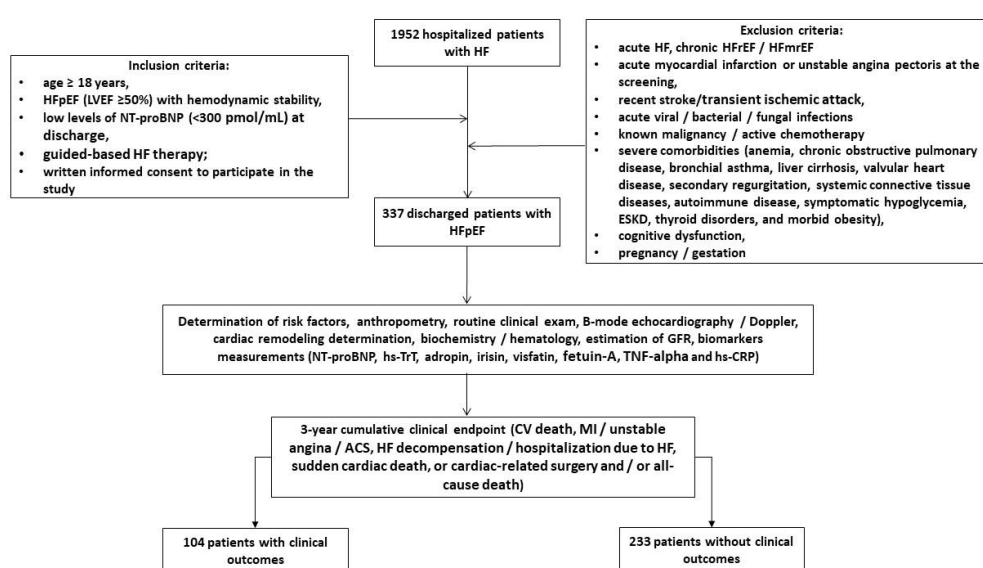 1952 hospitalized patients
with HF
Inclusion criteria:
• age ≥ 18 years,
• HFpEF (LVEF ≥50%) with hemodynamic stability,
• low levels of NT-proBNP (<300 pmol/mL) at
discharge,
• guided-based HF therapy;
• written informed consent to participate in the
study
Exclusion criteria:
• acute HF, chronic HFrEF / HFmrEF
• acute myocardial infarction or unstable angina pectoris at the
screening,
• recent stroke/transient ischemic attack,
• acute viral / bacterial / fungal infections
• known malignancy / active chemotherapy
• severe comorbidities (anemia, chronic obstructive pulmonary
disease, bronchial asthma, liver cirrhosis, valvular heart
disease, secondary regurgitation, systemic connective tissue
diseases, autoimmune disease, symptomatic hypoglycemia,
ESKD, thyroid disorders, and morbid obesity),
• cognitive dysfunction,
• pregnancy / gestation
337 discharged patients with
HFpEF
Determination of risk factors, anthropometry, routine clinical exam, B-mode echocardiography / Doppler,
cardiac remodeling determination, biochemistry / hematology, estimation of GFR, biomarkers
measurements (NT-proBNP, hs-TrT, adropin, irisin, visfatin, fetuin-A, TNF-alpha and hs-CRP)
3-year cumulative clinical endpoint (CV death, MI / unstable
angina / ACS, HF decompensation / hospitalization due to HF,
sudden cardiac death, or cardiac-related surgery and / or all-
cause death)
104 patients with clinical
outcomes
233 patients without clinical
outcomes